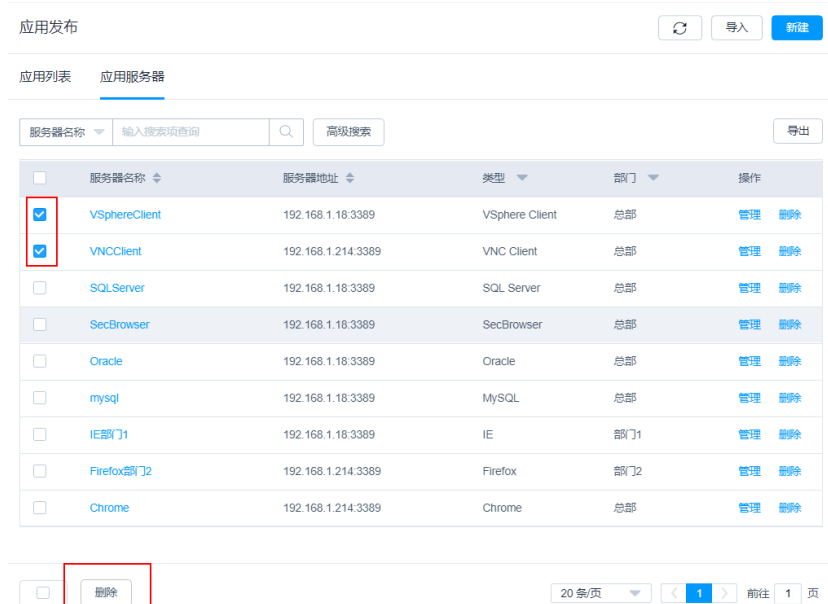 应用发布 导入 新建
应用列表 应用服务器
服务器名称 输入搜索项查询 高级搜索 导出
服务器名称 服务器地址 类型 部门 操作
VSphereClient 192.168.1.18:3389 VSphere Client 总部 管理 删除
VNCClient 192.168.1.214:3389 VNC Client 总部 管理 删除
SQLServer 192.168.1.18:3389 SQL Server 总部 管理 删除
SecBrowser 192.168.1.18:3389 SecBrowser 总部 管理 删除
Oracle 192.168.1.18:3389 Oracle 总部 管理 删除
mysql 192.168.1.18:3389 MySQL 总部 管理 删除
IE部门1 192.168.1.18:3389 IE 部门1 管理 删除
Firefox部门2 192.168.1.214:3389 Firefox 部门2 管理 删除
Chrome 192.168.1.214:3389 Chrome 总部 管理 删除
删除 20 条/页 1 前往 1 页